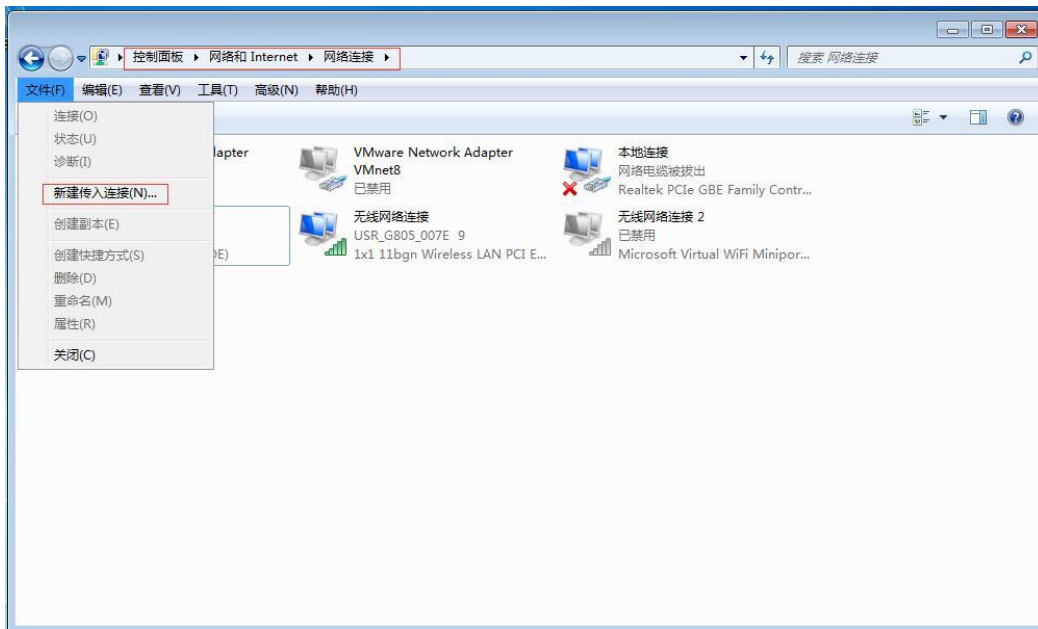 控制面板 ▸ 网络和 Internet ▸ 网络连接 ▸
搜索 网络连接
文件(F) 编辑(E) 查看(V) 工具(T) 高级(N) 帮助(H)
连接(O)
状态(U)
诊断(I)
新建传入连接(N)...
创建副本(E)
创建快捷方式(S)
删除(D)
重命名(M)
属性(R)
关闭(C)
VMware Network Adapter
VMnet8
已禁用
本地连接
网络电缆被拔出
Realtek PCIe GBE Family Contr...
无线网络连接
USR_G805_007E 9
1x1 11bgn Wireless LAN PCI E...
无线网络连接 2
已禁用
Microsoft Virtual WiFi Minipor...